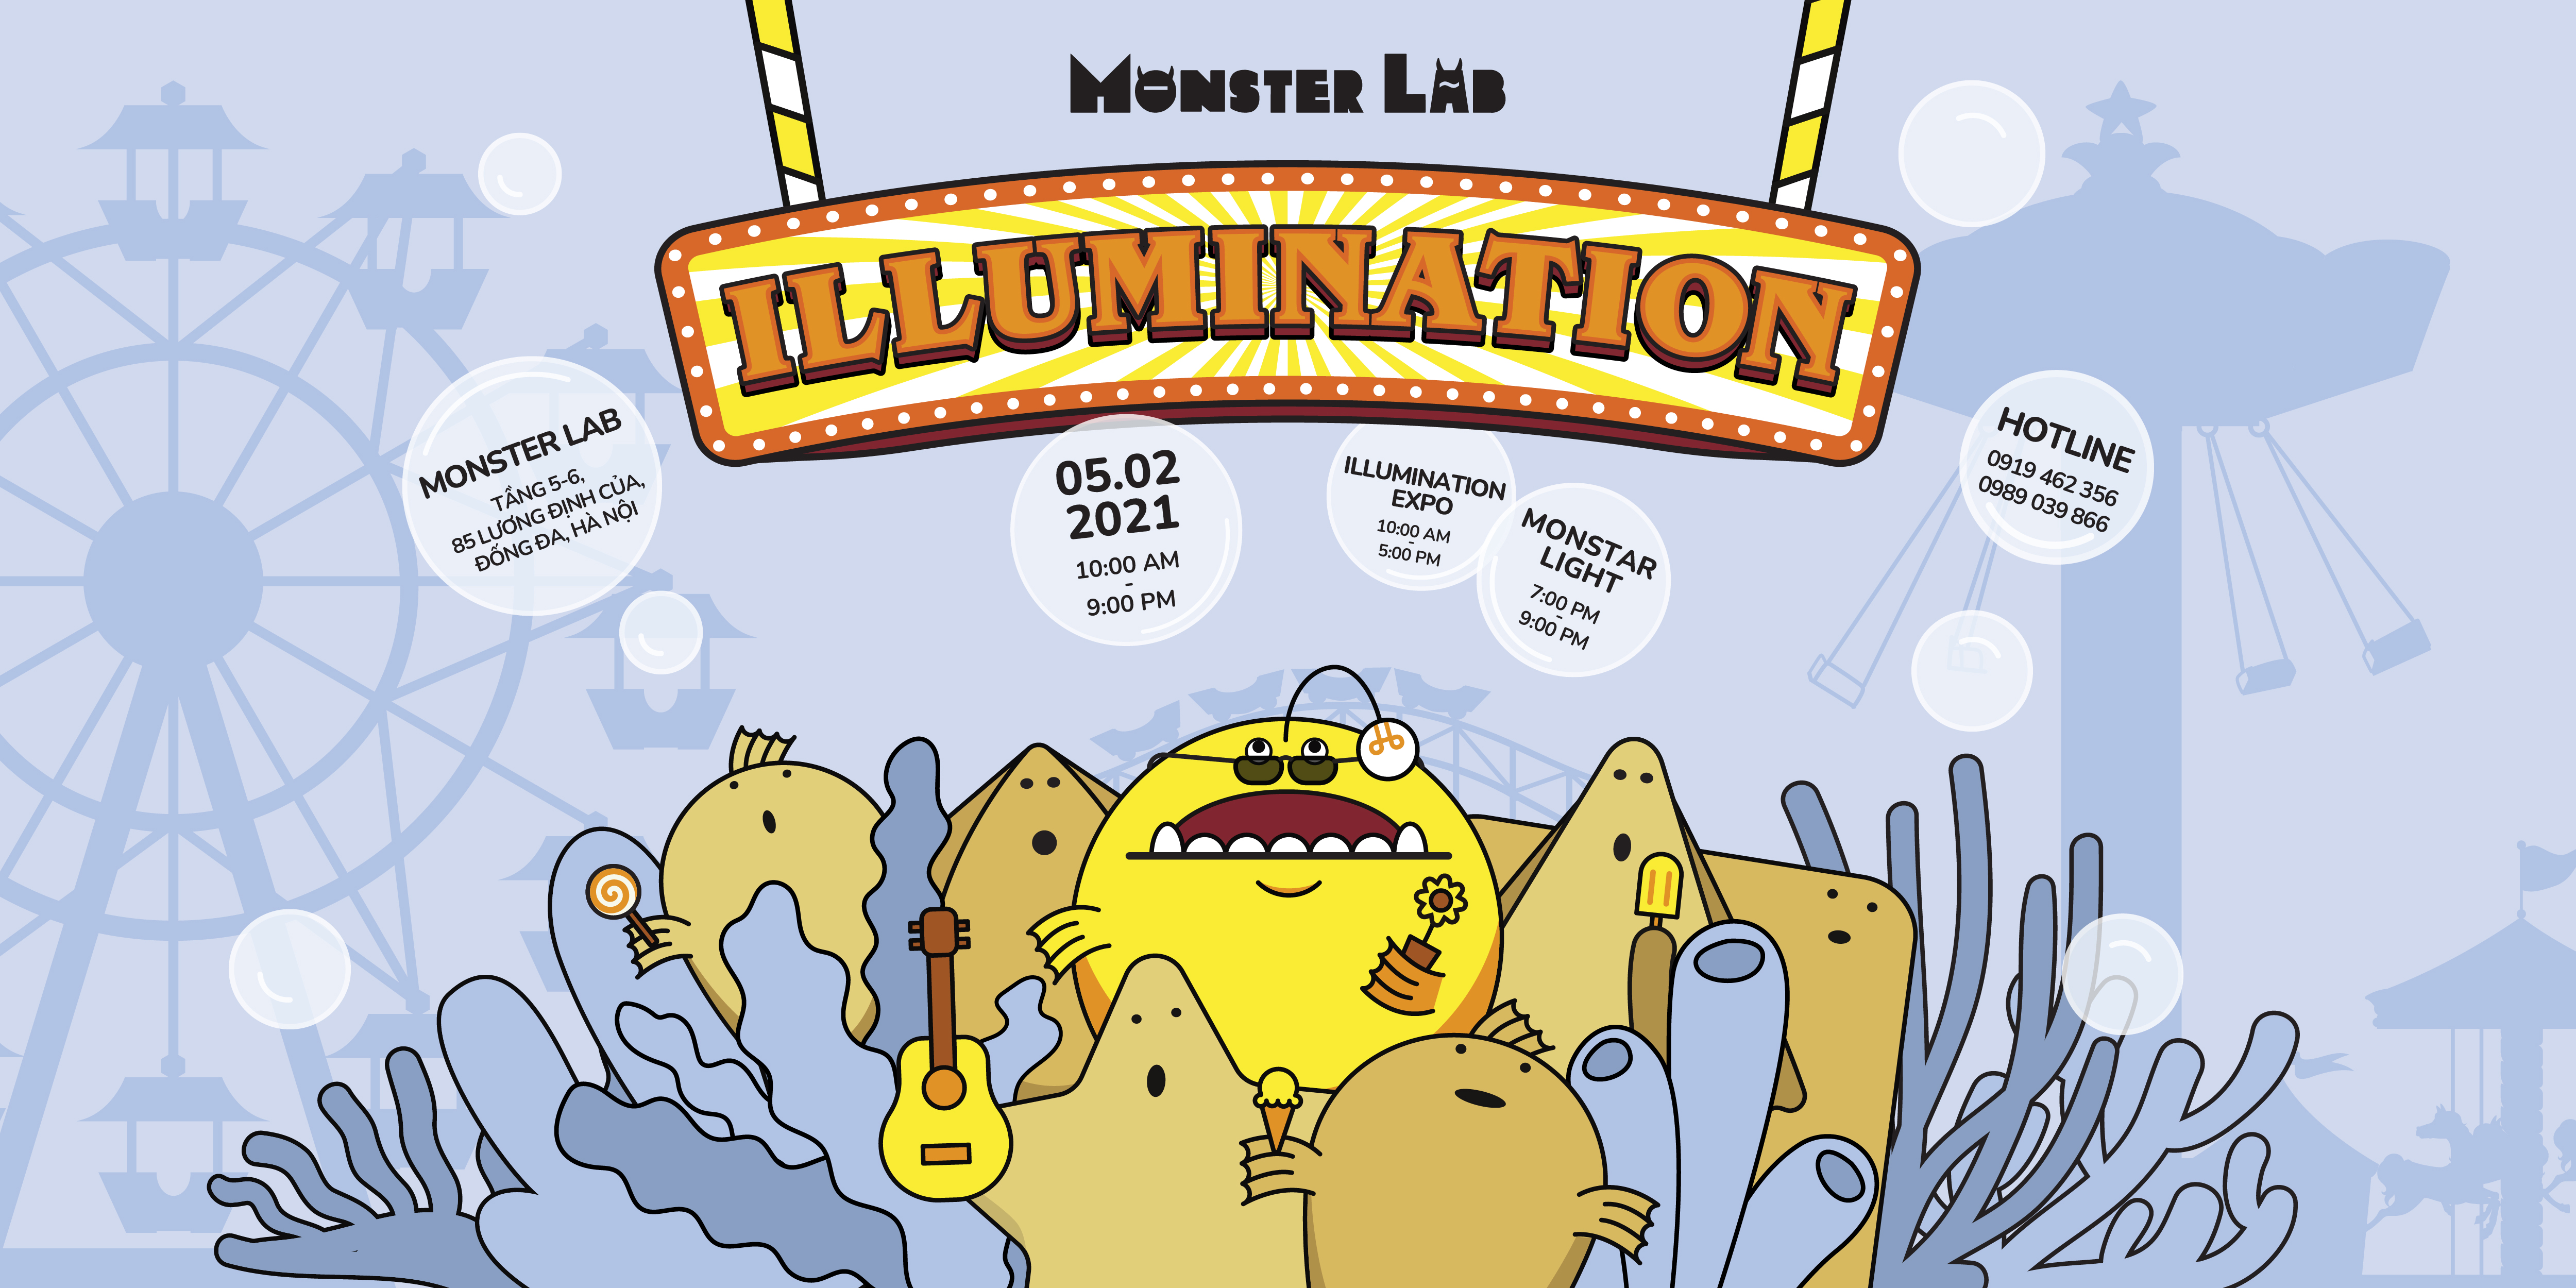 MONSTER LAB
ILLUMINATION
MONSTER LAB
TẦNG 5-6,
85 LƯƠNG ĐỊNH CỦA,
ĐỐNG ĐA, HÀ NỘI
05.02
2021
10:00 AM
-
9:00 PM
ILLUMINATION
EXPO
10:00 AM
-
5:00 PM
MONSTAR
LIGHT
7:00 PM
-
9:00 PM
HOTLINE
0919 462 356
0989 039 866